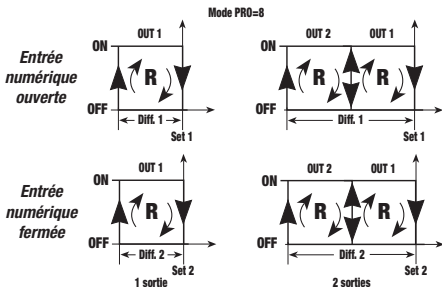 Mode PRO=8
OUT 1
OUT 2
OUT 1
Entrée
numérique
ouverte
ON
R
OFF
Diff. 1
Set 1
ON
R
R
OFF
Diff. 1
Set 1
OUT 1
OUT 2
OUT 1
Entrée
numérique
fermée
ON
R
OFF
Diff. 2
Set 2
ON
R
R
OFF
Diff. 2
Set 2
1 sortie
2 sorties